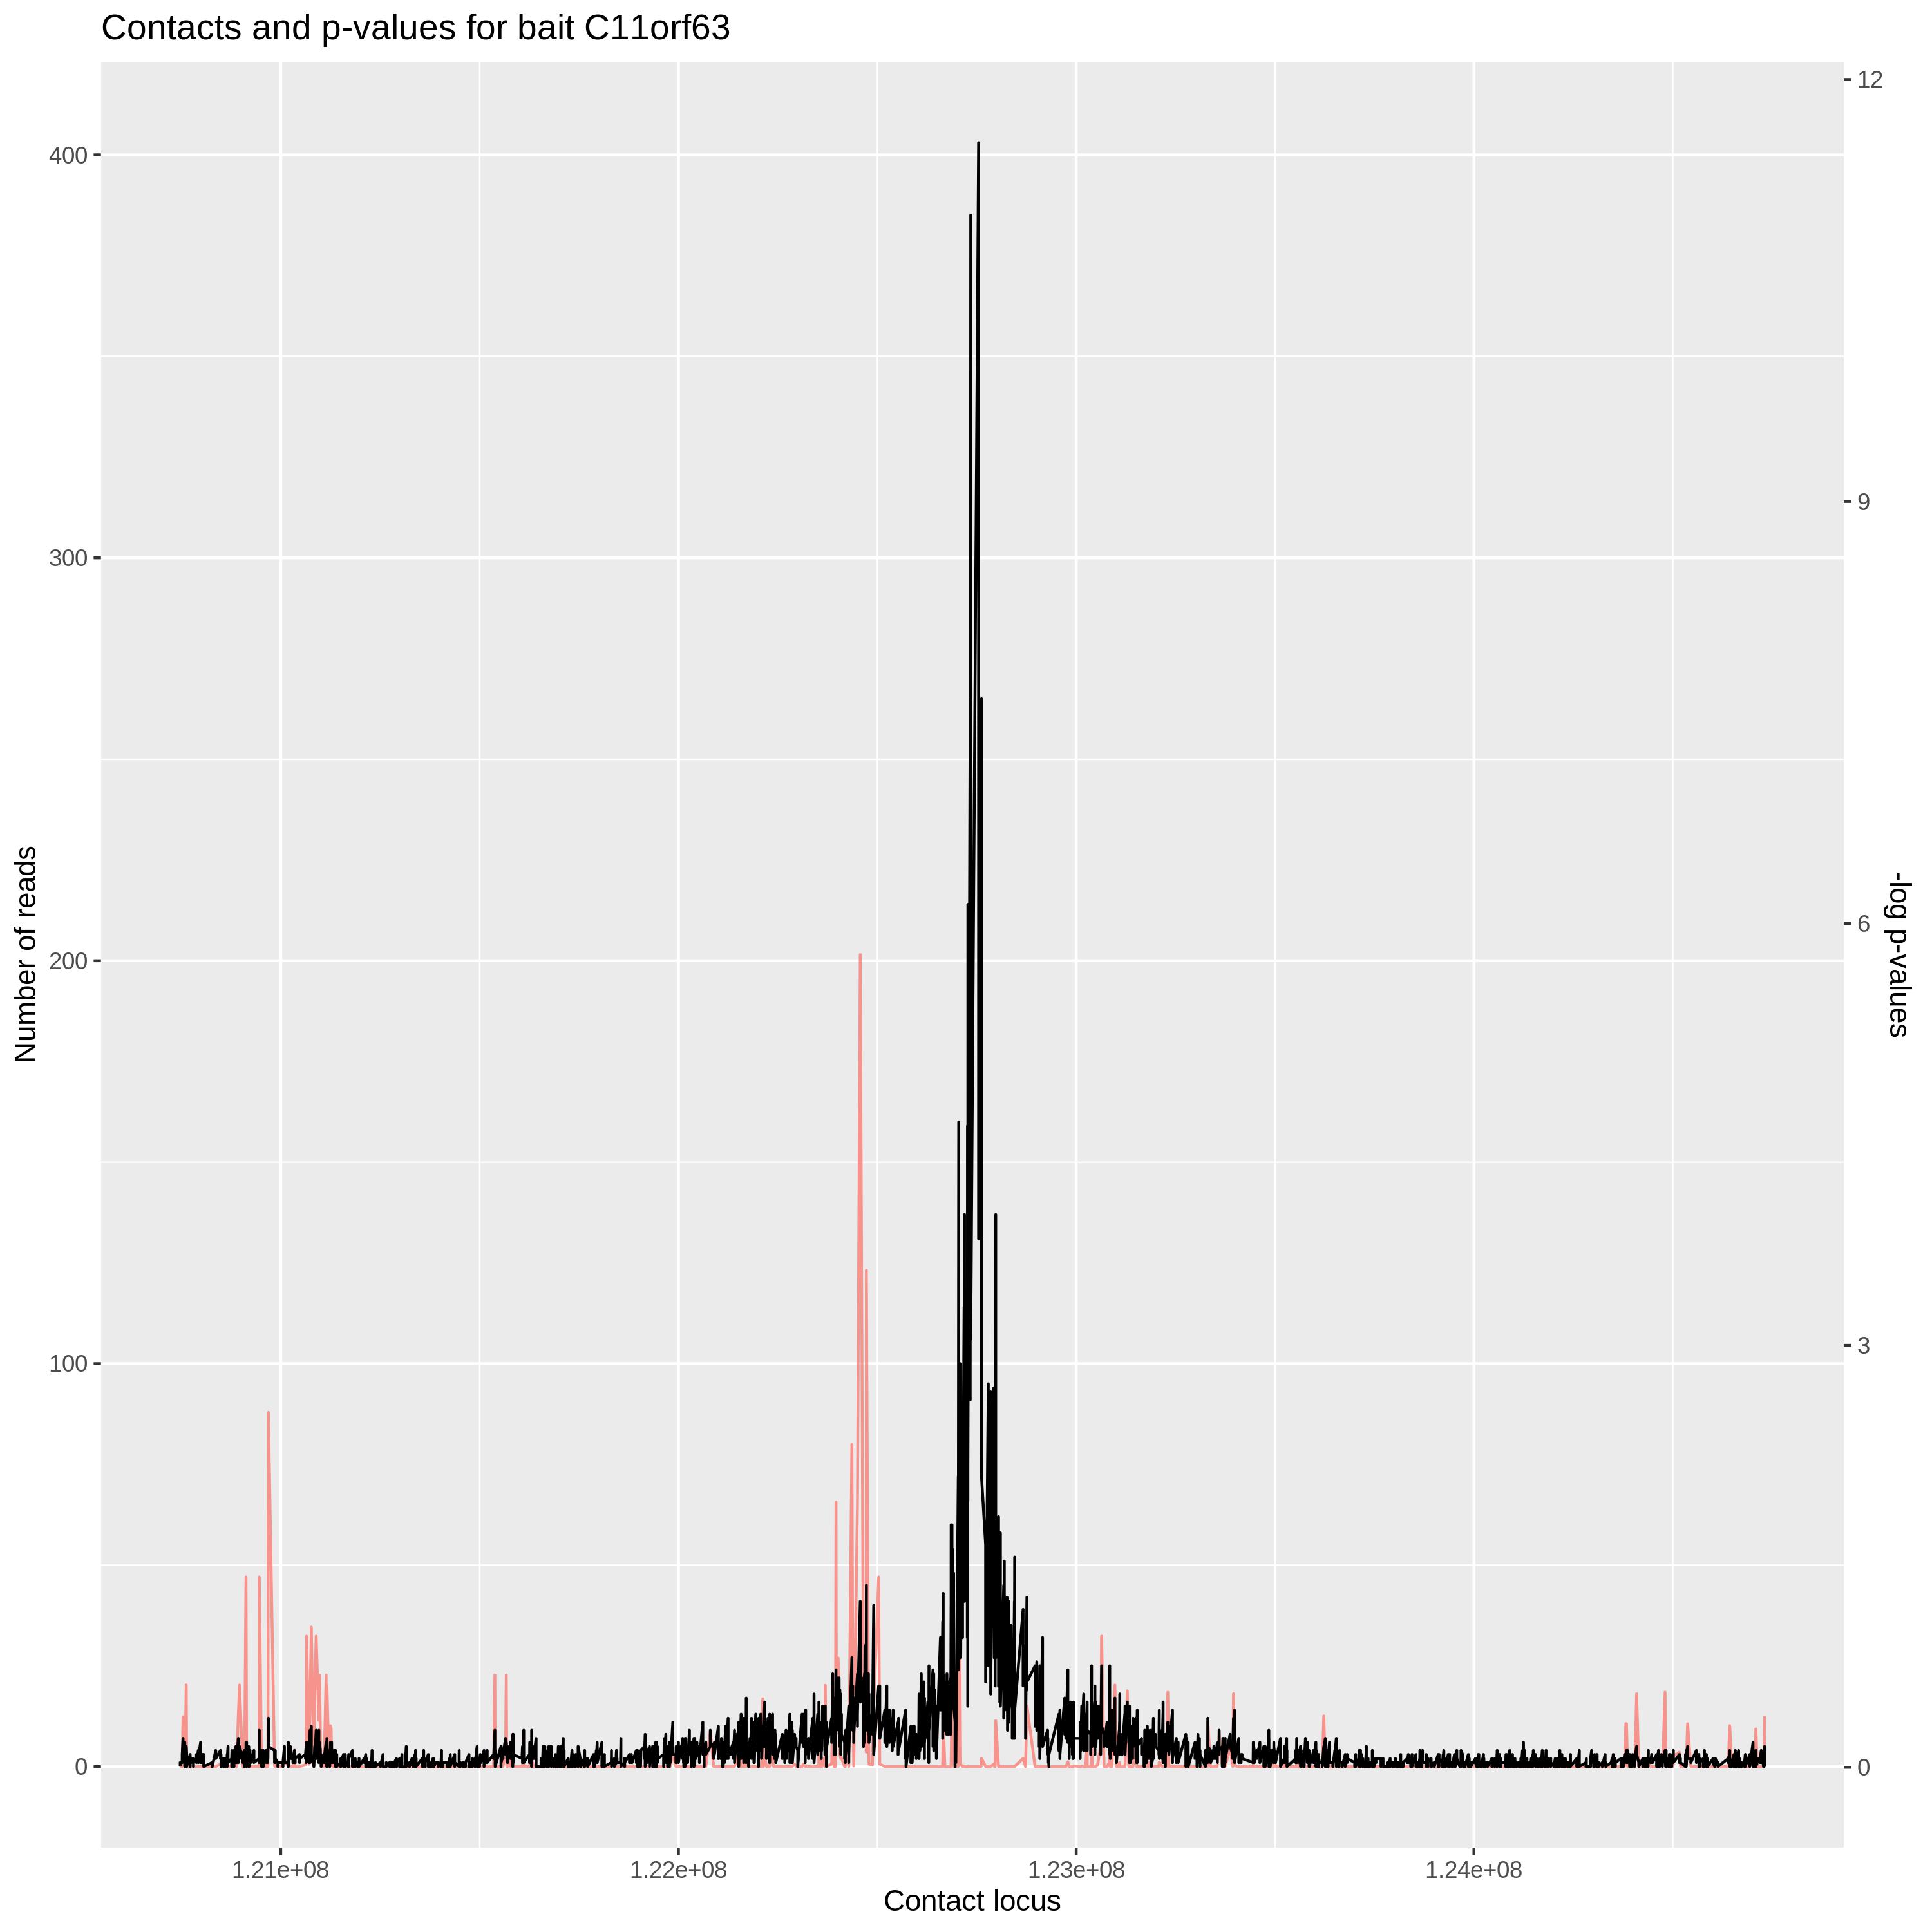 Contacts and p-values for bait C11orf63
400
300
200
100
0
Number of reads
12
9
6
3
0
-log p-values
1.21e+08
1.22e+08
1.23e+08
1.24e+08
Contact locus